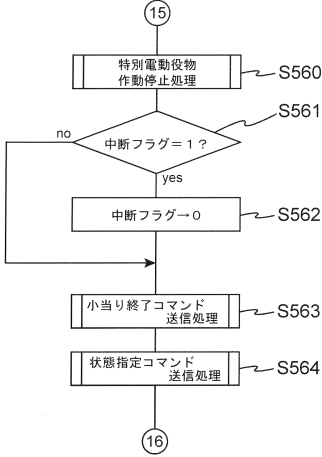 15
特別電動役物
作動停止処理
S560
S561
中断フラグ=1？
no
yes
中断フラグ→0
S562
小当り終了コマンド
送信処理
S563
状態指定コマンド
送信処理
S564
16